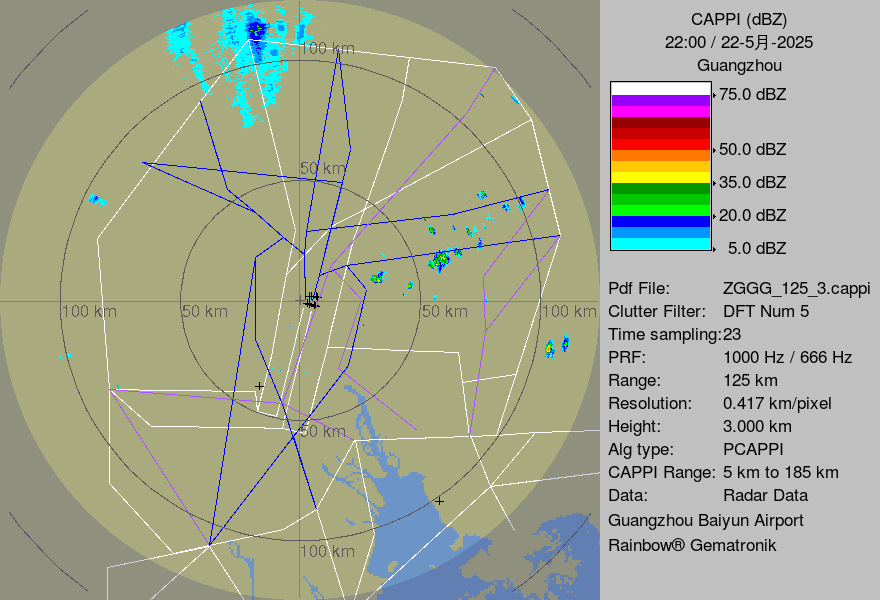 CAPPI (dBZ)
22:00 / 22-5月-2025
Guangzhou
75.0 dBZ
50.0 dBZ
35.0 dBZ
20.0 dBZ
5.0 dBZ
Pdf File: ZGGG_125_3.cappi
Clutter Filter: DFT Num 5
Time sampling:23
PRF: 1000 Hz / 666 Hz
Range: 125 km
Resolution: 0.417 km/pixel
Height: 3.000 km
Alg type: PCAPPI
CAPPI Range: 5 km to 185 km
Data: Radar Data
Guangzhou Baiyun Airport
Rainbow® Gematronik
100 km
50 km
100 km 50 km 50 km 100 km
50 km
100 km